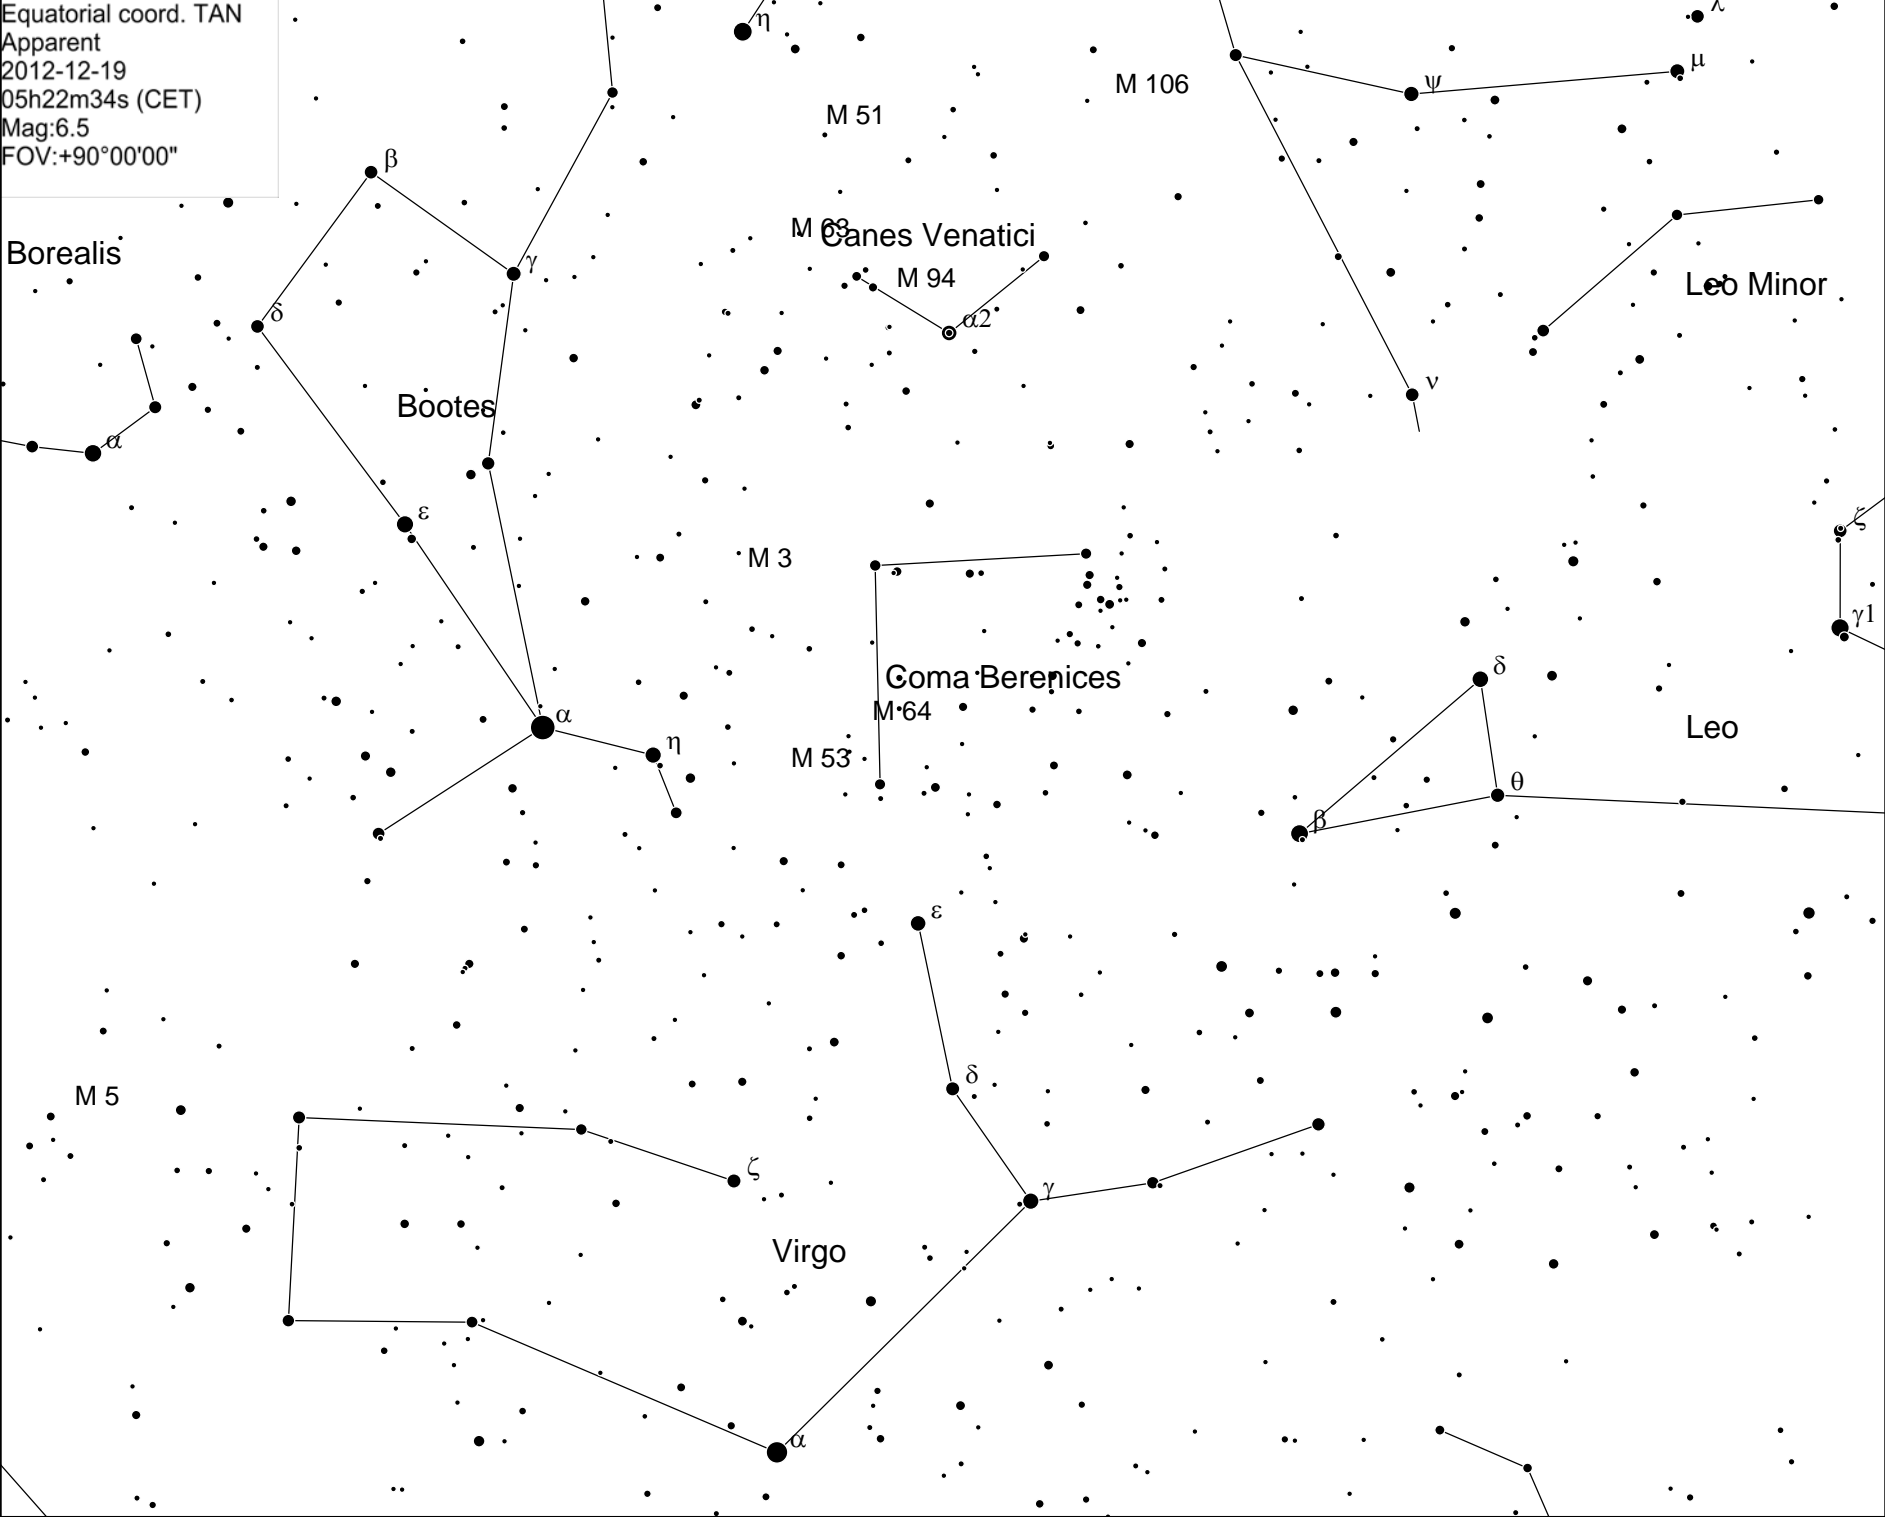 Equatorial coord. TAN
Apparent
2012-12-19
05h22m34s (CET)
Mag:6.5
FOV:+90°00'00"
η
λ
μ
ψ
M 106
M 51
β
M 63
Canes Venatici
Borealis
γ
M 94
Leo Minor
δ
α2
ν
Bootes
α
ε
ζ
M 3
γ1
δ
Coma Berenices
M 64
α
Leo
η
M 53
θ
β
ε
δ
M 5
ζ
γ
Virgo
α